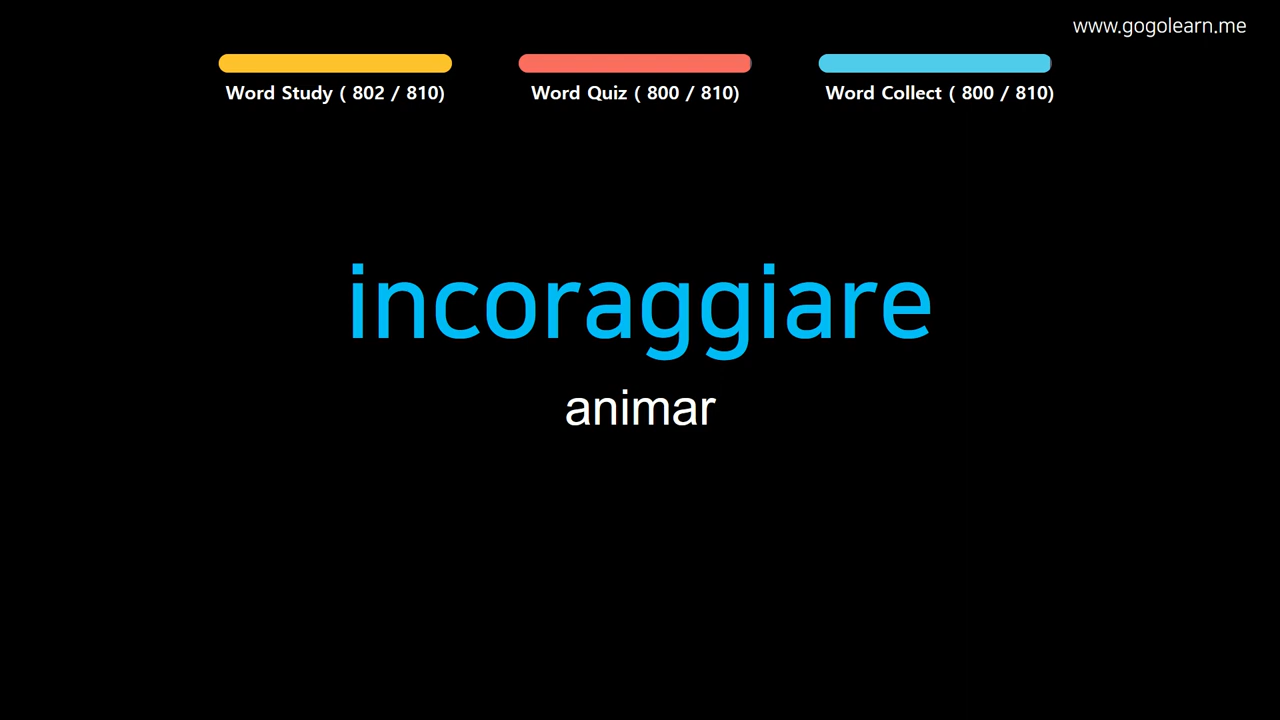 www.gogolearn.me
Word Study ( 802 / 810)
Word Quiz ( 800 / 810)
Word Collect ( 800 / 810)
incoraggiare
animar